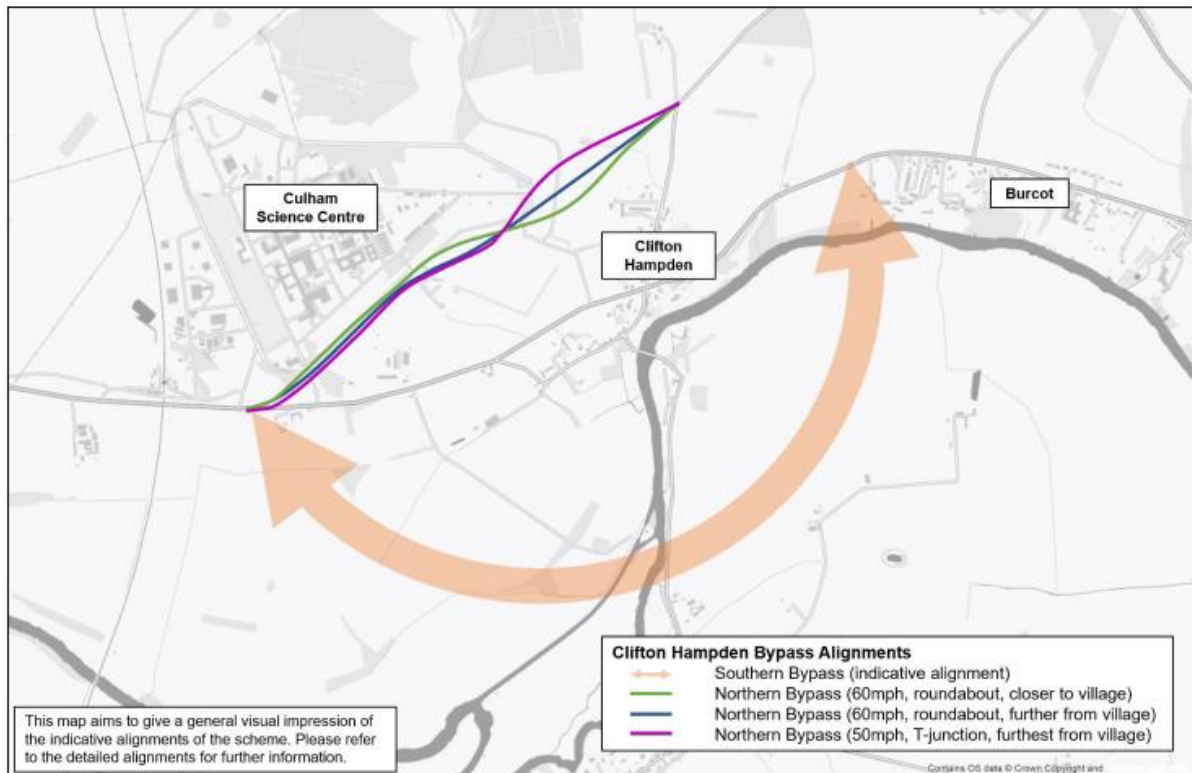 Culham
Science Centre
Clifton
Hampden
Burcot
Clifton Hampden Bypass Alignments
Southern Bypass (indicative alignment)
Northern Bypass (60mph, roundabout, closer to village)
Northern Bypass (60mph, roundabout, further from village)
Northern Bypass (50mph, T-junction, furthest from village)
This map aims to give a general visual impression of
the indicative alignments of the scheme. Please refer
to the detailed alignments for further information.
Contains OS data © Crown Copyright and